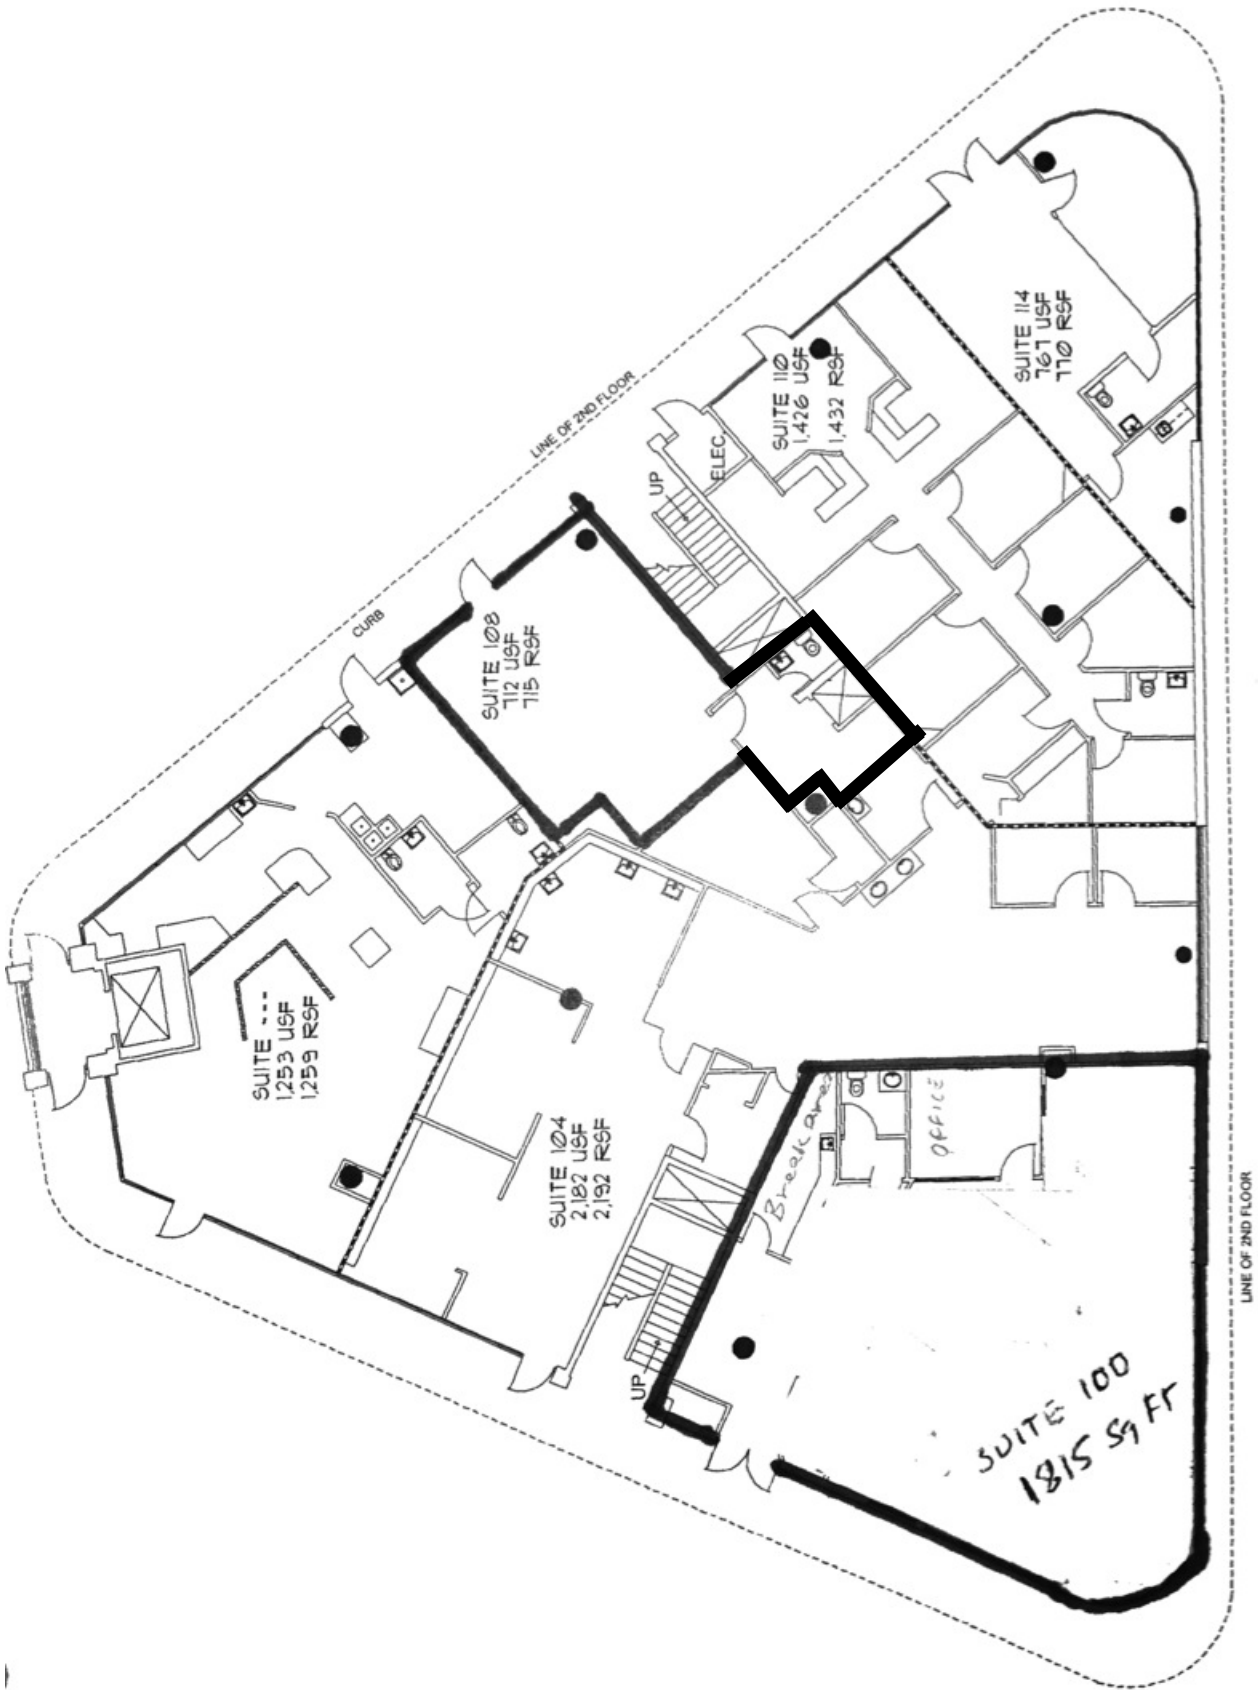 LINE OF 2ND FLOOR
CURB
SUITE 114
767 USF
770 RSF
SUITE 110
1,426 USF
1,432 RSF
ELEC.
UP
SUITE 108
712 USF
715 RSF
SUITE ---
1,253 USF
1,259 RSF
SUITE 104
2,182 USF
2,192 RSF
UP
Break area
OFFICE
SUITE 100
1815 Sq Ft
LINE OF 2ND FLOOR